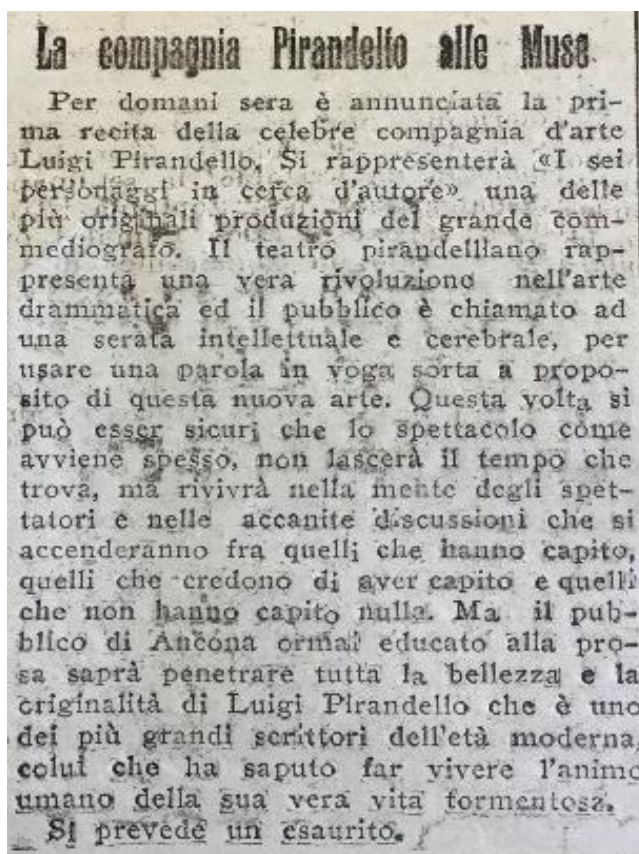 La compagnia Pirandello alle Muse
Per domani sera è annunciata la pri-
ma recita della celebre compagnia d'arte
Luigi Pirandello. Si rappresenterà «I sei
personaggi in cerca d'autore» una delle
più originali produzioni del grande com-
mediografo. Il teatro pirandelliano rap-
presenta una vera rivoluzione nell'arte
drammatica ed il pubblico è chiamato ad
una serata intellettuale e cerebrale, per
usare una parola in voga sorta a propo-
sito di questa nuova arte. Questa volta si
può esser sicuri che lo spettacolo come
avviene spesso, non lascerà il tempo che
trova, ma rivivrà nella mente degli spet-
tatori e nelle accanite discussioni che si
accenderanno fra quelli che hanno capito,
quelli che credono di aver capito e quelli
che non hanno capito nulla. Ma il pub-
blico di Ancona ormai educato alla pro-
sa saprà penetrare tutta la bellezza e la
originalità di Luigi Pirandello che è uno
dei più grandi scrittori dell'età moderna,
colui che ha saputo far vivere l'animo
umano della sua vera vita tormentosa.
Si prevede un esaurito.